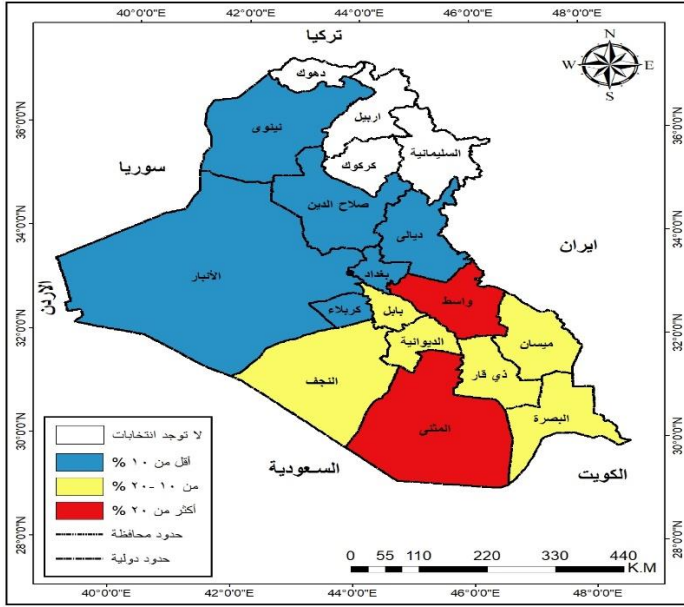 40°0'0"E 42°0'0"E 44°0'0"E 46°0'0"E 48°0'0"E
تركيا
N
W E
S
دهوك
نينوى
اربيل
36°0'0"N
36°0'0"N
السليمانية
كركوك
سوريا
صلاح الدين
34°0'0"N
34°0'0"N
ديالى
ايران
بغداد
الأنبار
الاردن
واسط
كربلاء
بابل
32°0'0"N
32°0'0"N
الديوانية
ميسان
النجف
ذي قار
البصرة
المثنى
30°0'0"N
30°0'0"N
لا توجد انتخابات
أقل من ١٠ %
من ١٠ -٢٠ %
أكثر من ٢٠ %
حدود محافظة
حدود دولية
السعودية
الكويت
28°0'0"N
28°0'0"N
0 55 110 220 330 440
K.M
40°0'0"E 42°0'0"E 44°0'0"E 46°0'0"E 48°0'0"E